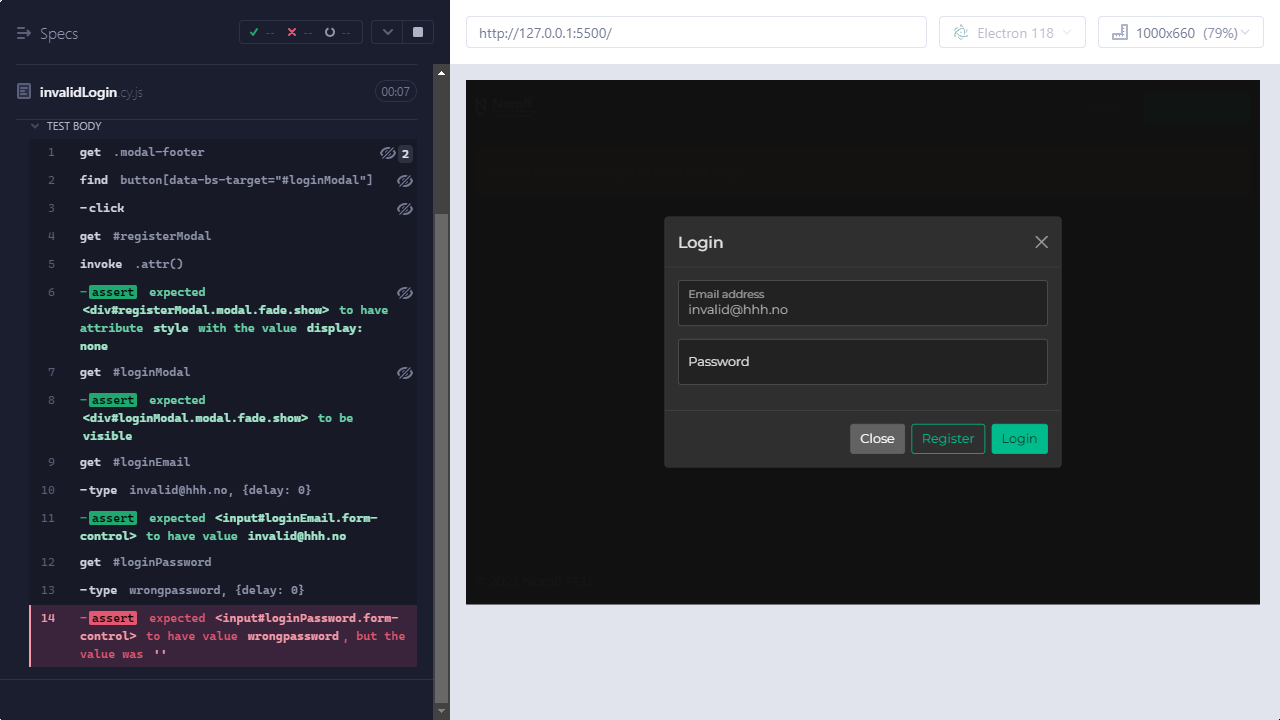 Specs
--
--
--
http://127.0.0.1:5500/
Electron 118
1000x660 (79%)
invalidLogin.cy.js
00:07
TEST BODY
1 get .modal-footer 2
2 find button[data-bs-target="#loginModal"]
3 -click
4 get #registerModal
5 invoke .attr()
6 -assert expected
<div#registerModal.modal.fade.show> to have
attribute style with the value display:
none
7 get #loginModal
8 -assert expected
<div#loginModal.modal.fade.show> to be
visible
9 get #loginEmail
10 -type invalid@hhh.no, {delay: 0}
11 -assert expected <input#loginEmail.form-
control> to have value invalid@hhh.no
12 get #loginPassword
13 -type wrongpassword, {delay: 0}
14 -assert expected <input#loginPassword.form-
control> to have value wrongpassword, but the
value was ''
Login
Email address
invalid@hhh.no
Password
Close
Register
Login